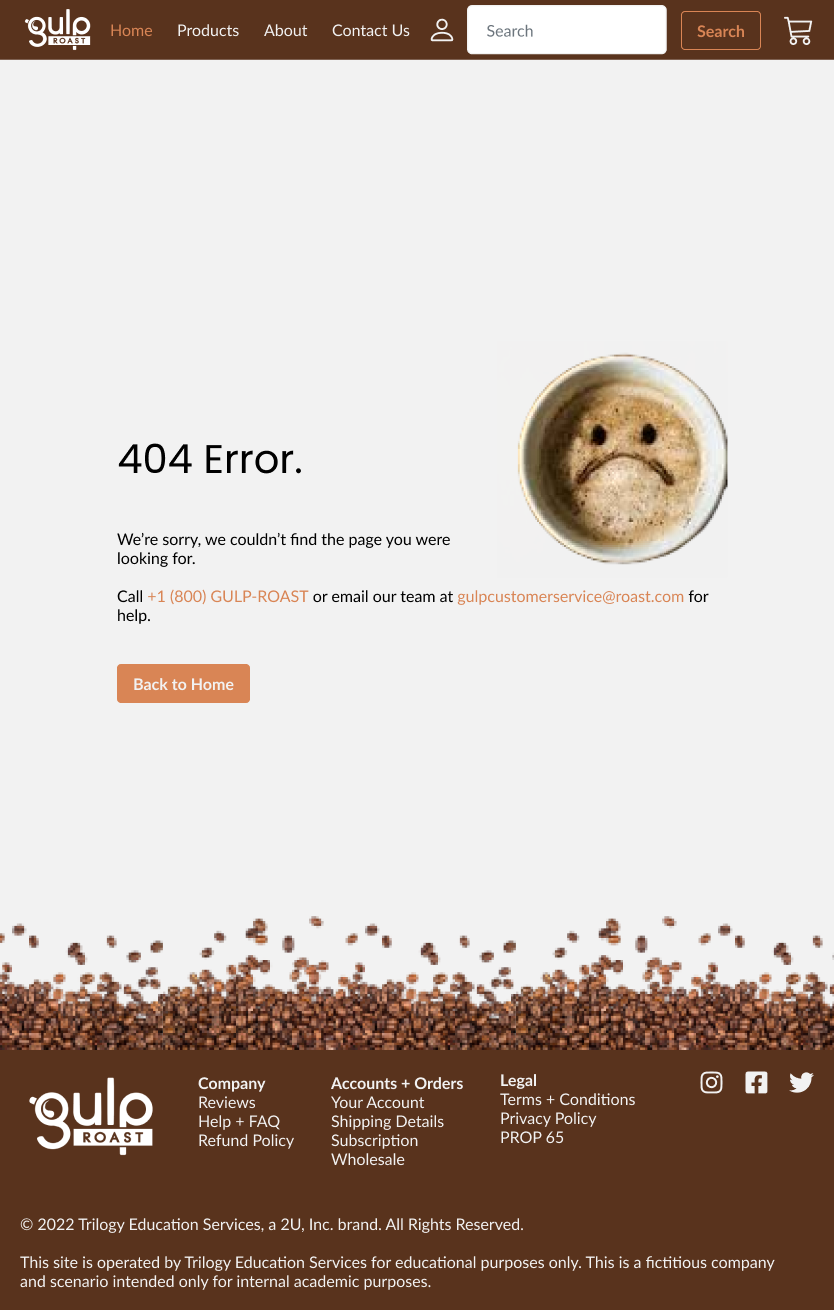 gulp
ROAST
Home
Products
About
Contact Us
Search
Search
404 Error.
We’re sorry, we couldn’t find the page you were
looking for.
Call +1 (800) GULP-ROAST or email our team at gulpcustomerservice@roast.com for
help.
Back to Home
gulp
ROAST
Company
Reviews
Help + FAQ
Refund Policy
Accounts + Orders
Your Account
Shipping Details
Subscription
Wholesale
Legal
Terms + Conditions
Privacy Policy
PROP 65
© 2022 Trilogy Education Services, a 2U, Inc. brand. All Rights Reserved.
This site is operated by Trilogy Education Services for educational purposes only. This is a fictitious company
and scenario intended only for internal academic purposes.